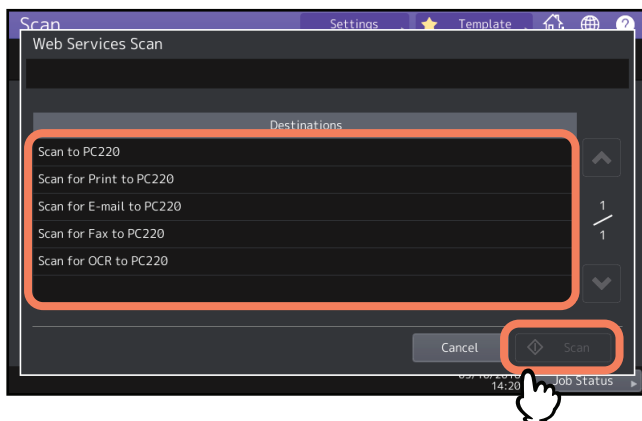 Scan Settings Template ?
Web Services Scan
Destinations
Scan to PC220
Scan for Print to PC220
Scan for E-mail to PC220
Scan for Fax to PC220
Scan for OCR to PC220
1
1
Cancel Scan
14:20 Job Status